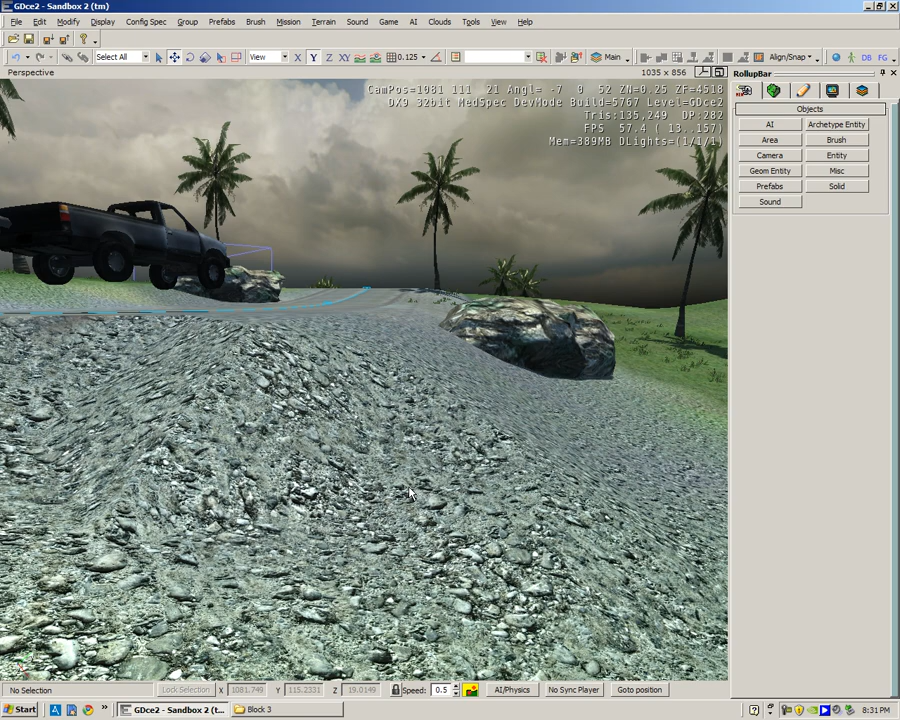 GDce2 - Sandbox 2 (tm)
File Edit Modify Display Config Spec Group Prefabs Brush Mission Terrain Sound Game AI Clouds Tools View Help
Select All View X Y Z XY 0.125 Main Align/Snap DB FG
Perspective 1035 x 856
RollupBar
CamPos=1081 111 21 Angl= -7 0 52 ZN=0.25 ZF=4518
DX9 32bit MedSpec DevMode Build=5767 Level=GDce2
Tris:135,249 DP:282
FPS 57.4 ( 13..157)
Mem=389MB DLights=(1/1/1)
Objects
AI Archetype Entity
Area Brush
Camera Entity
Geom Entity Misc
Prefabs Solid
Sound
No Selection Lock Selection X 1081.749 Y 115.2331 Z 19.0149 Speed: 0.5 AI/Physics No Sync Player Goto position
Start GDce2 - Sandbox 2 (t... Block 3 8:31 PM